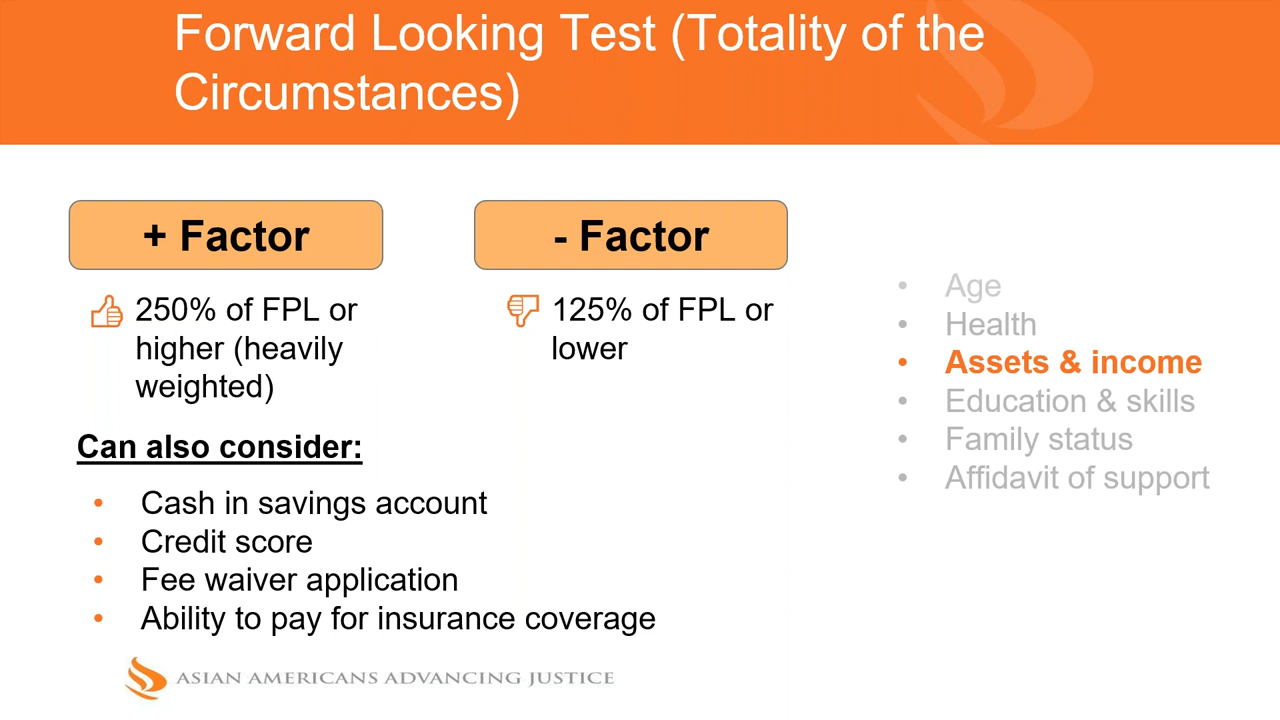 Forward Looking Test (Totality of the
Circumstances)
+ Factor
250% of FPL or
higher (heavily
weighted)
- Factor
125% of FPL or
lower
Can also consider:
• Cash in savings account
• Credit score
• Fee waiver application
• Ability to pay for insurance coverage
• Age
• Health
• Assets & income
• Education & skills
• Family status
• Affidavit of support
ASIAN AMERICANS ADVANCING JUSTICE